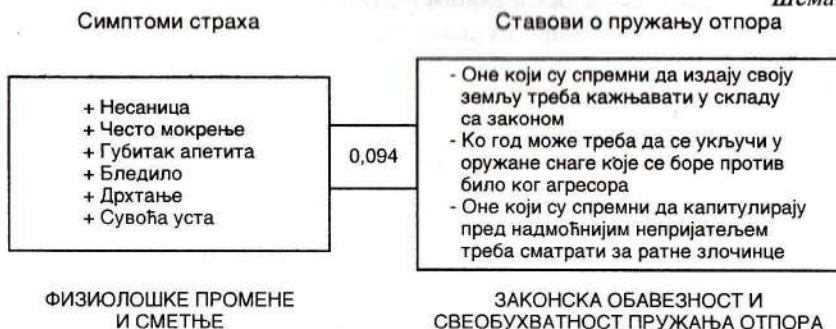 Шема
Симптоми страха
Ставови о пружању отпора
+ Несаница
+ Често мокрење
+ Губитак апетита
+ Бледило
+ Дрхтање
+ Сувоћа уста
0,094
- Оне који су спремни да издају своју
земљу треба кажњавати у складу
са законом
- Ко год може треба да се укључи у
оружане снаге које се боре против
било ког агресора
- Оне који су спремни да капитулирају
пред надмоћнијим непријатељем
треба сматрати за ратне злочинце
ФИЗИОЛОШКЕ ПРОМЕНЕ
И СМЕТЊЕ
ЗАКОНСКА ОБАВЕЗНОСТ И
СВЕОБУХВАТНОСТ ПРУЖАЊА ОТПОРА